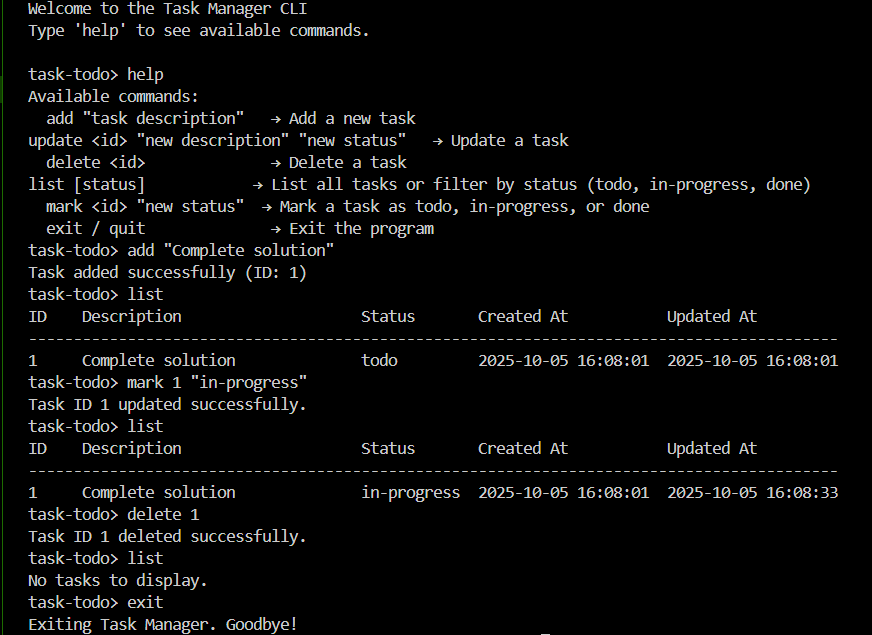 Welcome to the Task Manager CLI
Type 'help' to see available commands.
task-todo> help
Available commands:
  add "task description"   → Add a new task
update <id> "new description" "new status"   → Update a task
  delete <id>              → Delete a task
list [status]            → List all tasks or filter by status (todo, in-progress, done)
  mark <id> "new status"  → Mark a task as todo, in-progress, or done
  exit / quit              → Exit the program
task-todo> add "Complete solution"
Task added successfully (ID: 1)
task-todo> list
ID    Description                    Status       Created At           Updated At
------------------------------------------------------------------------------------------
1     Complete solution              todo         2025-10-05 16:08:01  2025-10-05 16:08:01
task-todo> mark 1 "in-progress"
Task ID 1 updated successfully.
task-todo> list
ID    Description                    Status       Created At           Updated At
------------------------------------------------------------------------------------------
1     Complete solution              in-progress  2025-10-05 16:08:01  2025-10-05 16:08:33
task-todo> delete 1
Task ID 1 deleted successfully.
task-todo> list
No tasks to display.
task-todo> exit
Exiting Task Manager. Goodbye!